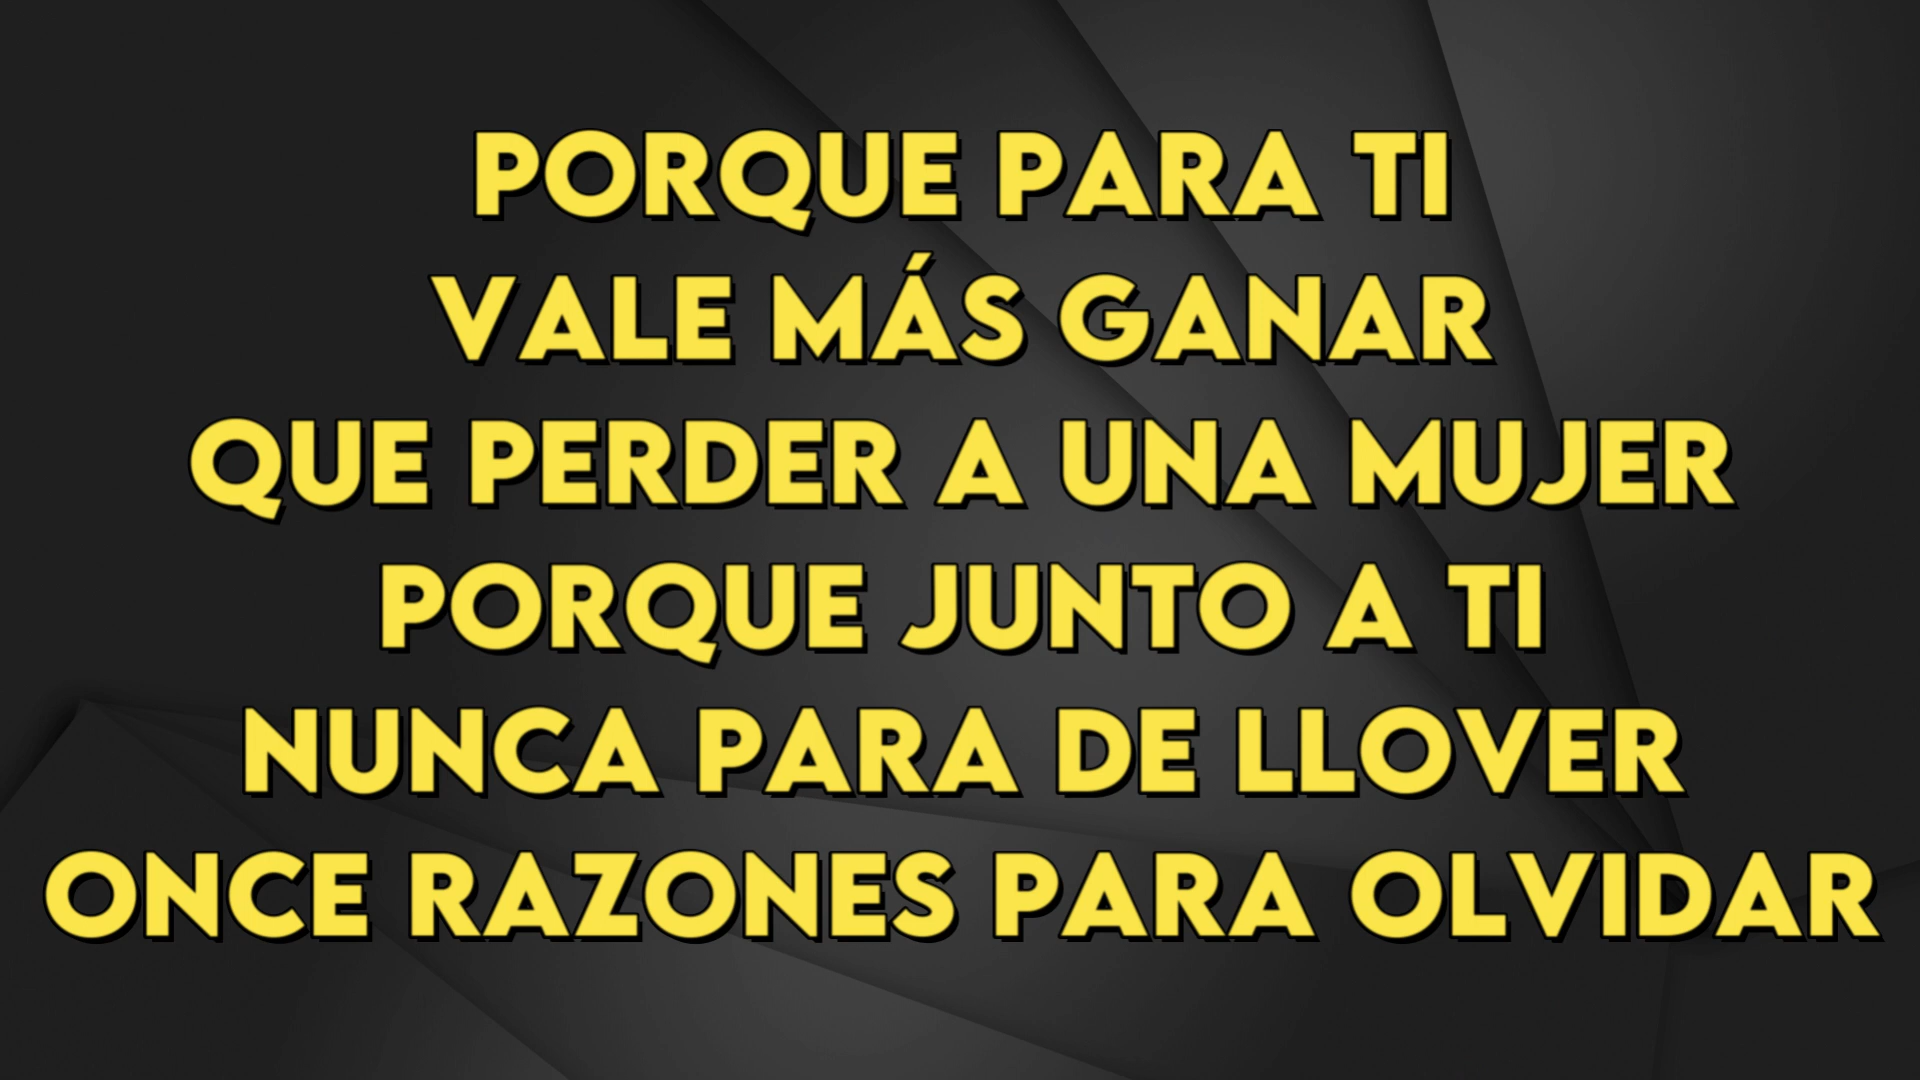 PORQUE PARA TI
VALE MÁS GANAR
QUE PERDER A UNA MUJER
PORQUE JUNTO A TI
NUNCA PARA DE LLOVER
ONCE RAZONES PARA OLVIDAR